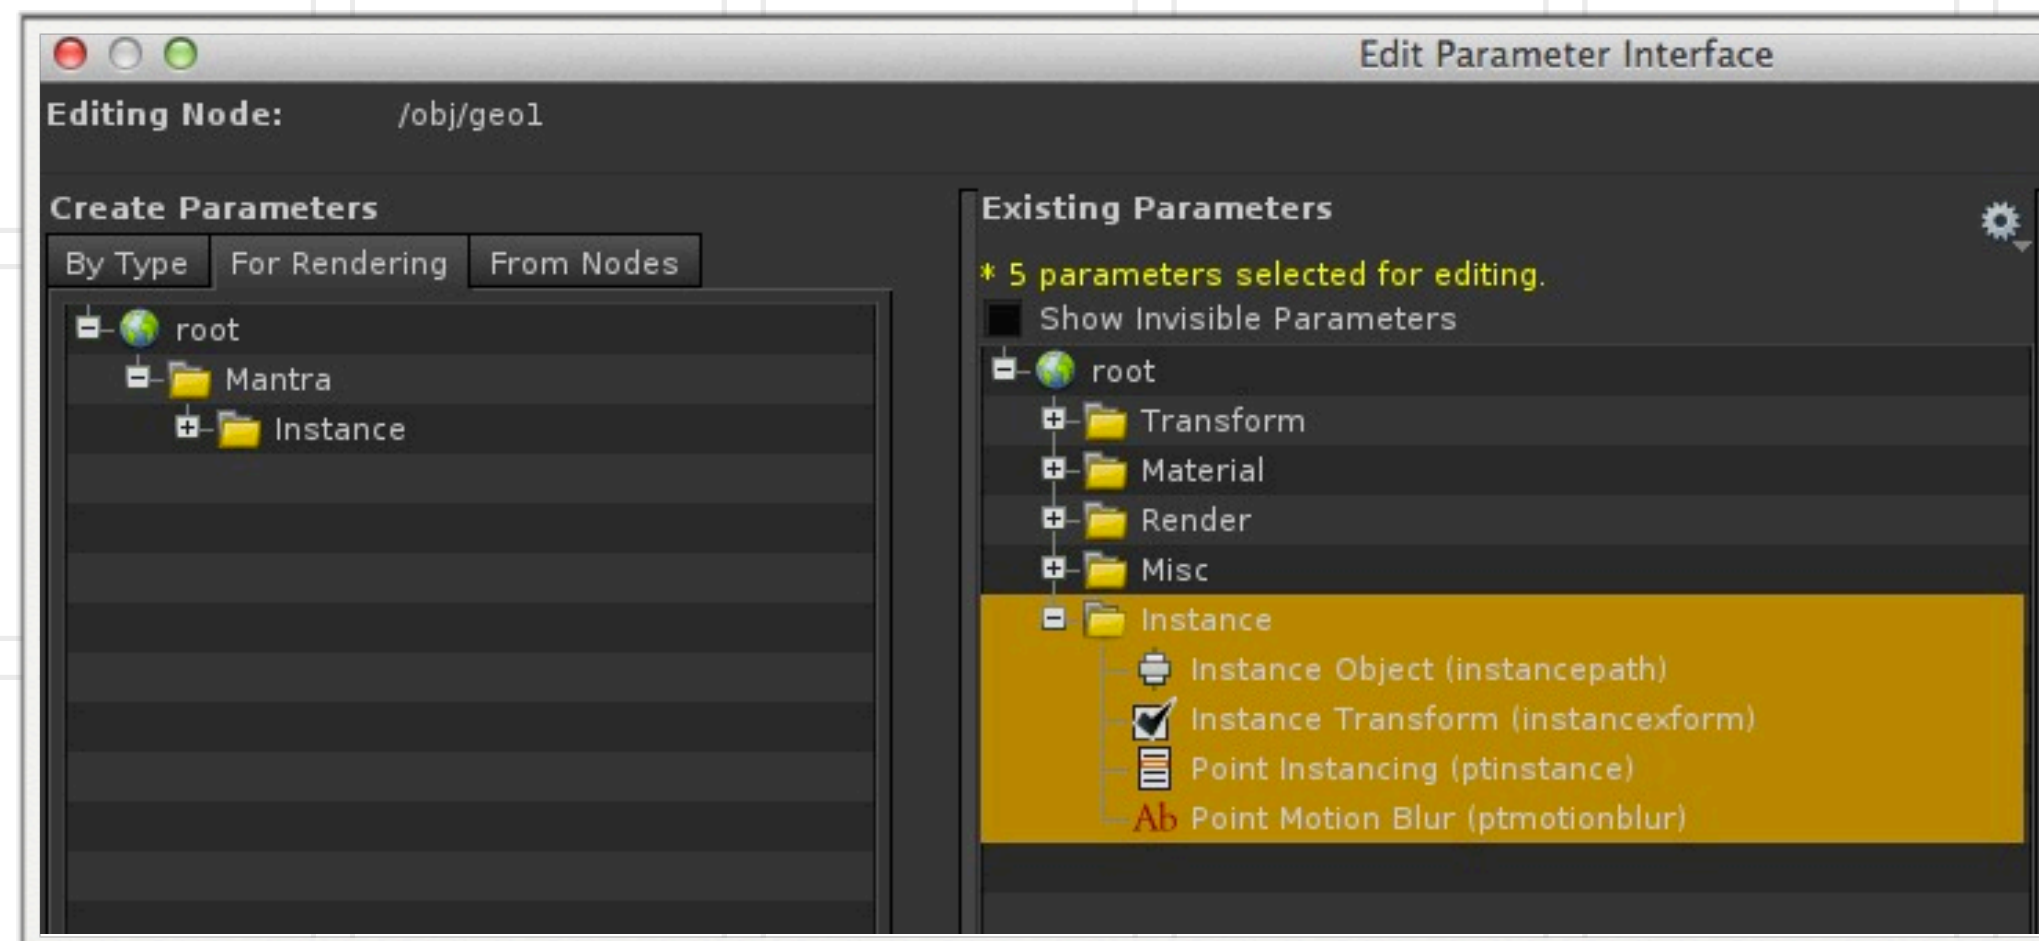 Edit Parameter Interface
Editing Node: /obj/geo1
Create Parameters
By Type For Rendering From Nodes
root
Mantra
Instance
Existing Parameters
* 5 parameters selected for editing.
Show Invisible Parameters
root
Transform
Material
Render
Misc
Instance
Instance Object (instancepath)
Instance Transform (instancexform)
Point Instancing (ptinstance)
Ab Point Motion Blur (ptmotionblur)